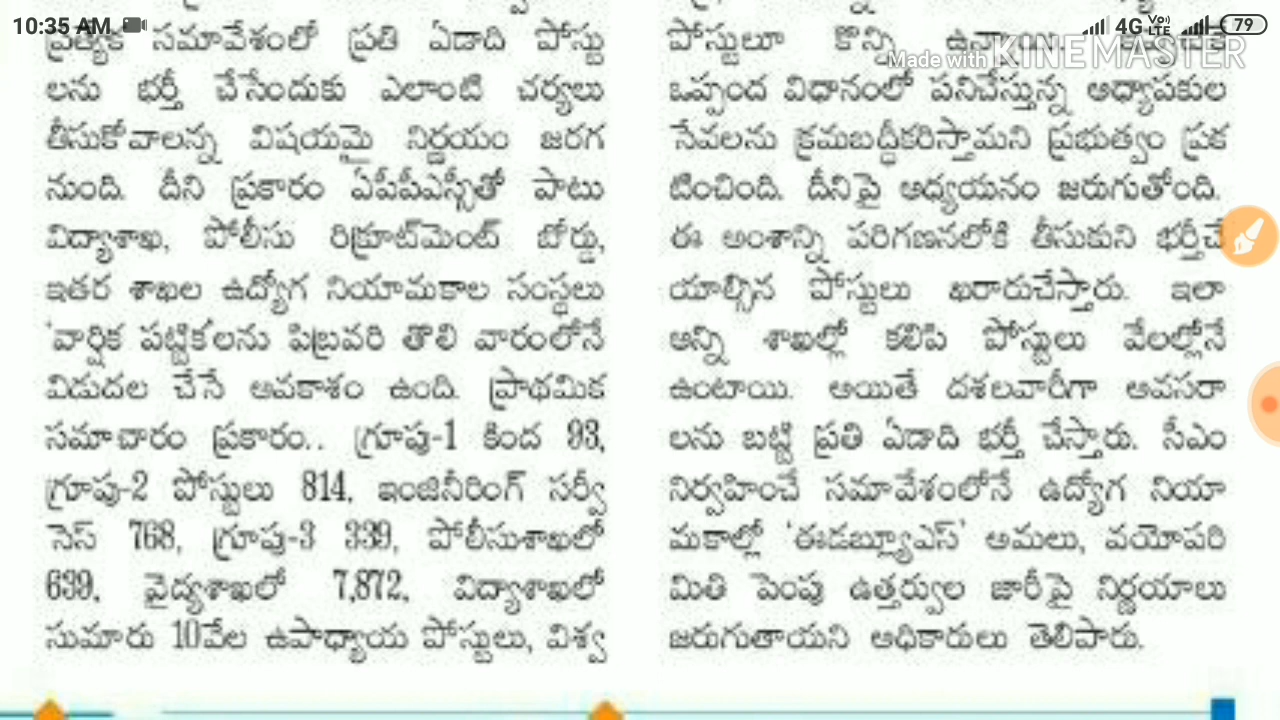 10:35 AM
4G VoLTE 79
Made with KINEMASTER
ప్రత్యేక సమావేశంలో ప్రతి ఏడాది పోస్టు
లను భర్తీ చేసేందుకు ఎలాంటి చర్యలు
తీసుకోవాలన్న విషయమై నిర్ణయం జరగ
నుంది. దీని ప్రకారం ఏపీపీఎస్సీతో పాటు
విద్యాశాఖ, పోలీసు రిక్రూట్‌మెంట్ బోర్డు,
ఇతర శాఖల ఉద్యోగ నియామకాల సంస్థలు
'వార్షిక పట్టిక'లను ఫిబ్రవరి తొలి వారంలోనే
విడుదల చేసే అవకాశం ఉంది. ప్రాథమిక
సమాచారం ప్రకారం.. గ్రూపు-1 కింద 93,
గ్రూపు-2 పోస్టులు 814, ఇంజినీరింగ్ సర్వీ
సెస్ 768, గ్రూపు-3 339, పోలీసుశాఖలో
639, వైద్యశాఖలో 7,872, విద్యాశాఖలో
సుమారు 10వేల ఉపాధ్యాయ పోస్టులు, విశ్వ
పోస్టులూ కొన్ని ఉన్నాయి.
ఒప్పంద విధానంలో పనిచేస్తున్న అధ్యాపకుల
సేవలను క్రమబద్ధీకరిస్తామని ప్రభుత్వం ప్రక
టించింది. దీనిపై అధ్యయనం జరుగుతోంది.
ఈ అంశాన్ని పరిగణనలోకి తీసుకుని భర్తీచే
యాల్సిన పోస్టులు ఖరారుచేస్తారు. ఇలా
అన్ని శాఖల్లో కలిపి పోస్టులు వేలల్లోనే
ఉంటాయి. అయితే దశలవారీగా అవసరా
లను బట్టి ప్రతి ఏడాది భర్తీ చేస్తారు. సీఎం
నిర్వహించే సమావేశంలోనే ఉద్యోగ నియా
మకాల్లో 'ఈడబ్ల్యూఎస్' అమలు, వయోపరి
మితి పెంపు ఉత్తర్వుల జారీపై నిర్ణయాలు
జరుగుతాయని అధికారులు తెలిపారు.